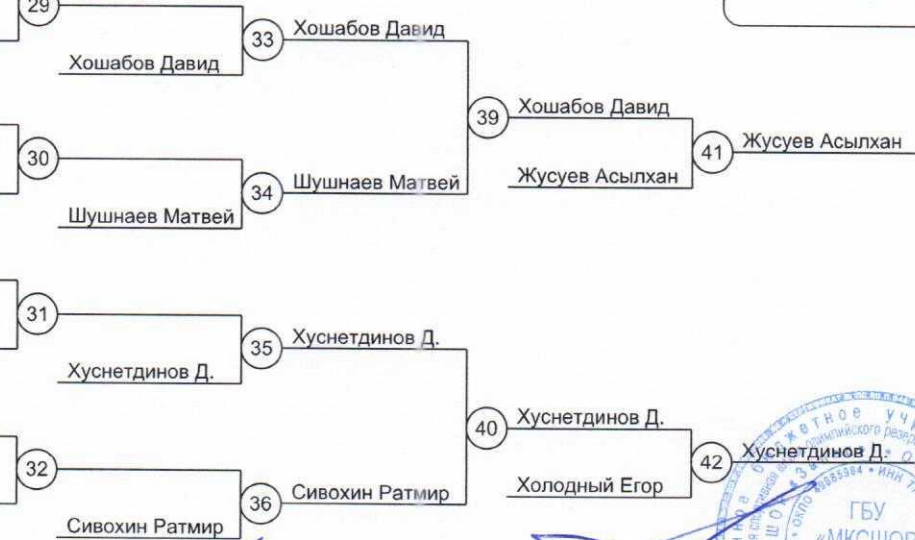 29
33 Хошабов Давид
Хошабов Давид
39 Хошабов Давид
30
41 Жусуев Асылхан
34 Шушнаев Матвей
Жусуев Асылхан
Шушнаев Матвей
31
35 Хуснетдинов Д.
Хуснетдинов Д.
40 Хуснетдинов Д.
32
42 Хуснетдинов Д.
36 Сивохин Ратмир
Холодный Егор
Сивохин Ратмир
ГБУ